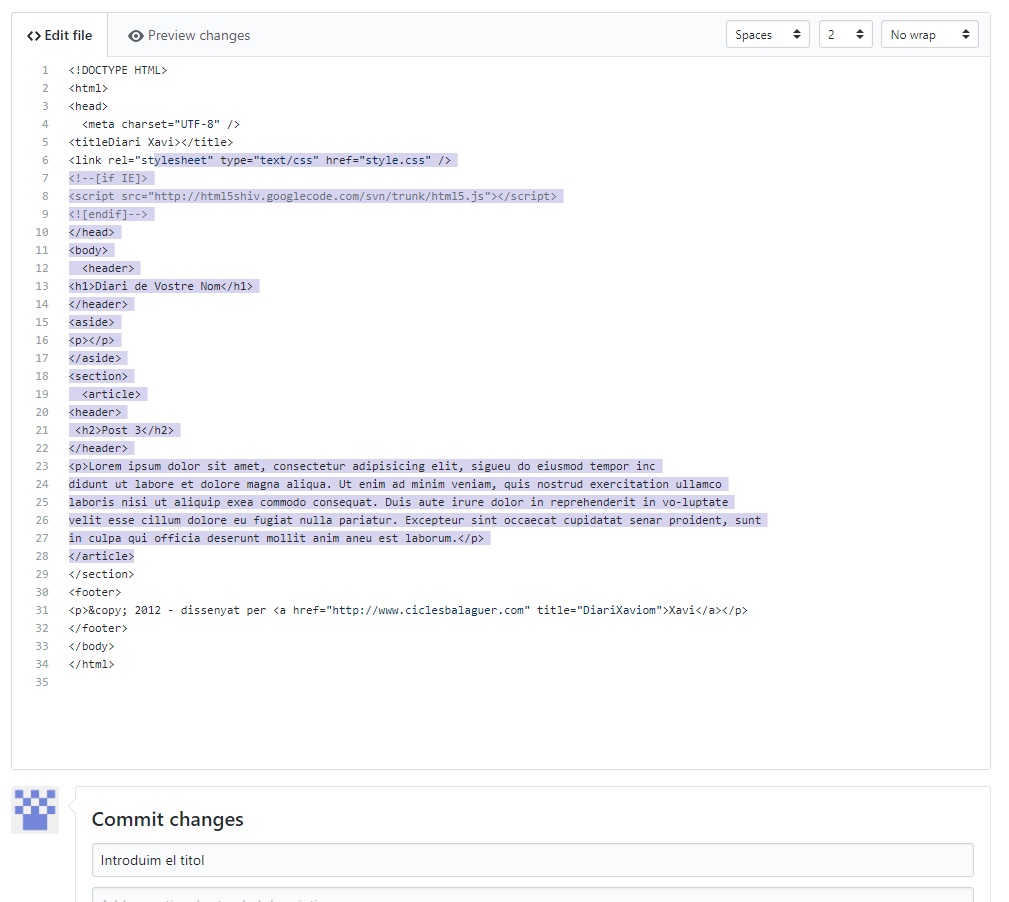 Edit file Preview changes Spaces 2 No wrap
1 <!DOCTYPE HTML>
2 <html>
3 <head>
4 <meta charset="UTF-8" />
5 <titleDiari Xavi></title>
6 <link rel="stylesheet" type="text/css" href="style.css" />
7 <!--[if IE]>
8 <script src="http://html5shiv.googlecode.com/svn/trunk/html5.js"></script>
9 <![endif]-->
10 </head>
11 <body>
12 <header>
13 <h1>Diari de Vostre Nom</h1>
14 </header>
15 <aside>
16 <p></p>
17 </aside>
18 <section>
19 <article>
20 <header>
21 <h2>Post 3</h2>
22 </header>
23 <p>Lorem ipsum dolor sit amet, consectetur adipisicing elit, sigueu do eiusmod tempor inc
24 didunt ut labore et dolore magna aliqua. Ut enim ad minim veniam, quis nostrud exercitation ullamco
25 laboris nisi ut aliquip exea commodo consequat. Duis aute irure dolor in reprehenderit in vo-luptate
26 velit esse cillum dolore eu fugiat nulla pariatur. Excepteur sint occaecat cupidatat senar proident, sunt
27 in culpa qui officia deserunt mollit anim aneu est laborum.</p>
28 </article>
29 </section>
30 <footer>
31 <p>&copy; 2012 - dissenyat per <a href="http://www.ciclesbalaguer.com" title="DiariXaviom">Xavi</a></p>
32 </footer>
33 </body>
34 </html>
35
Commit changes
Introduim el titol